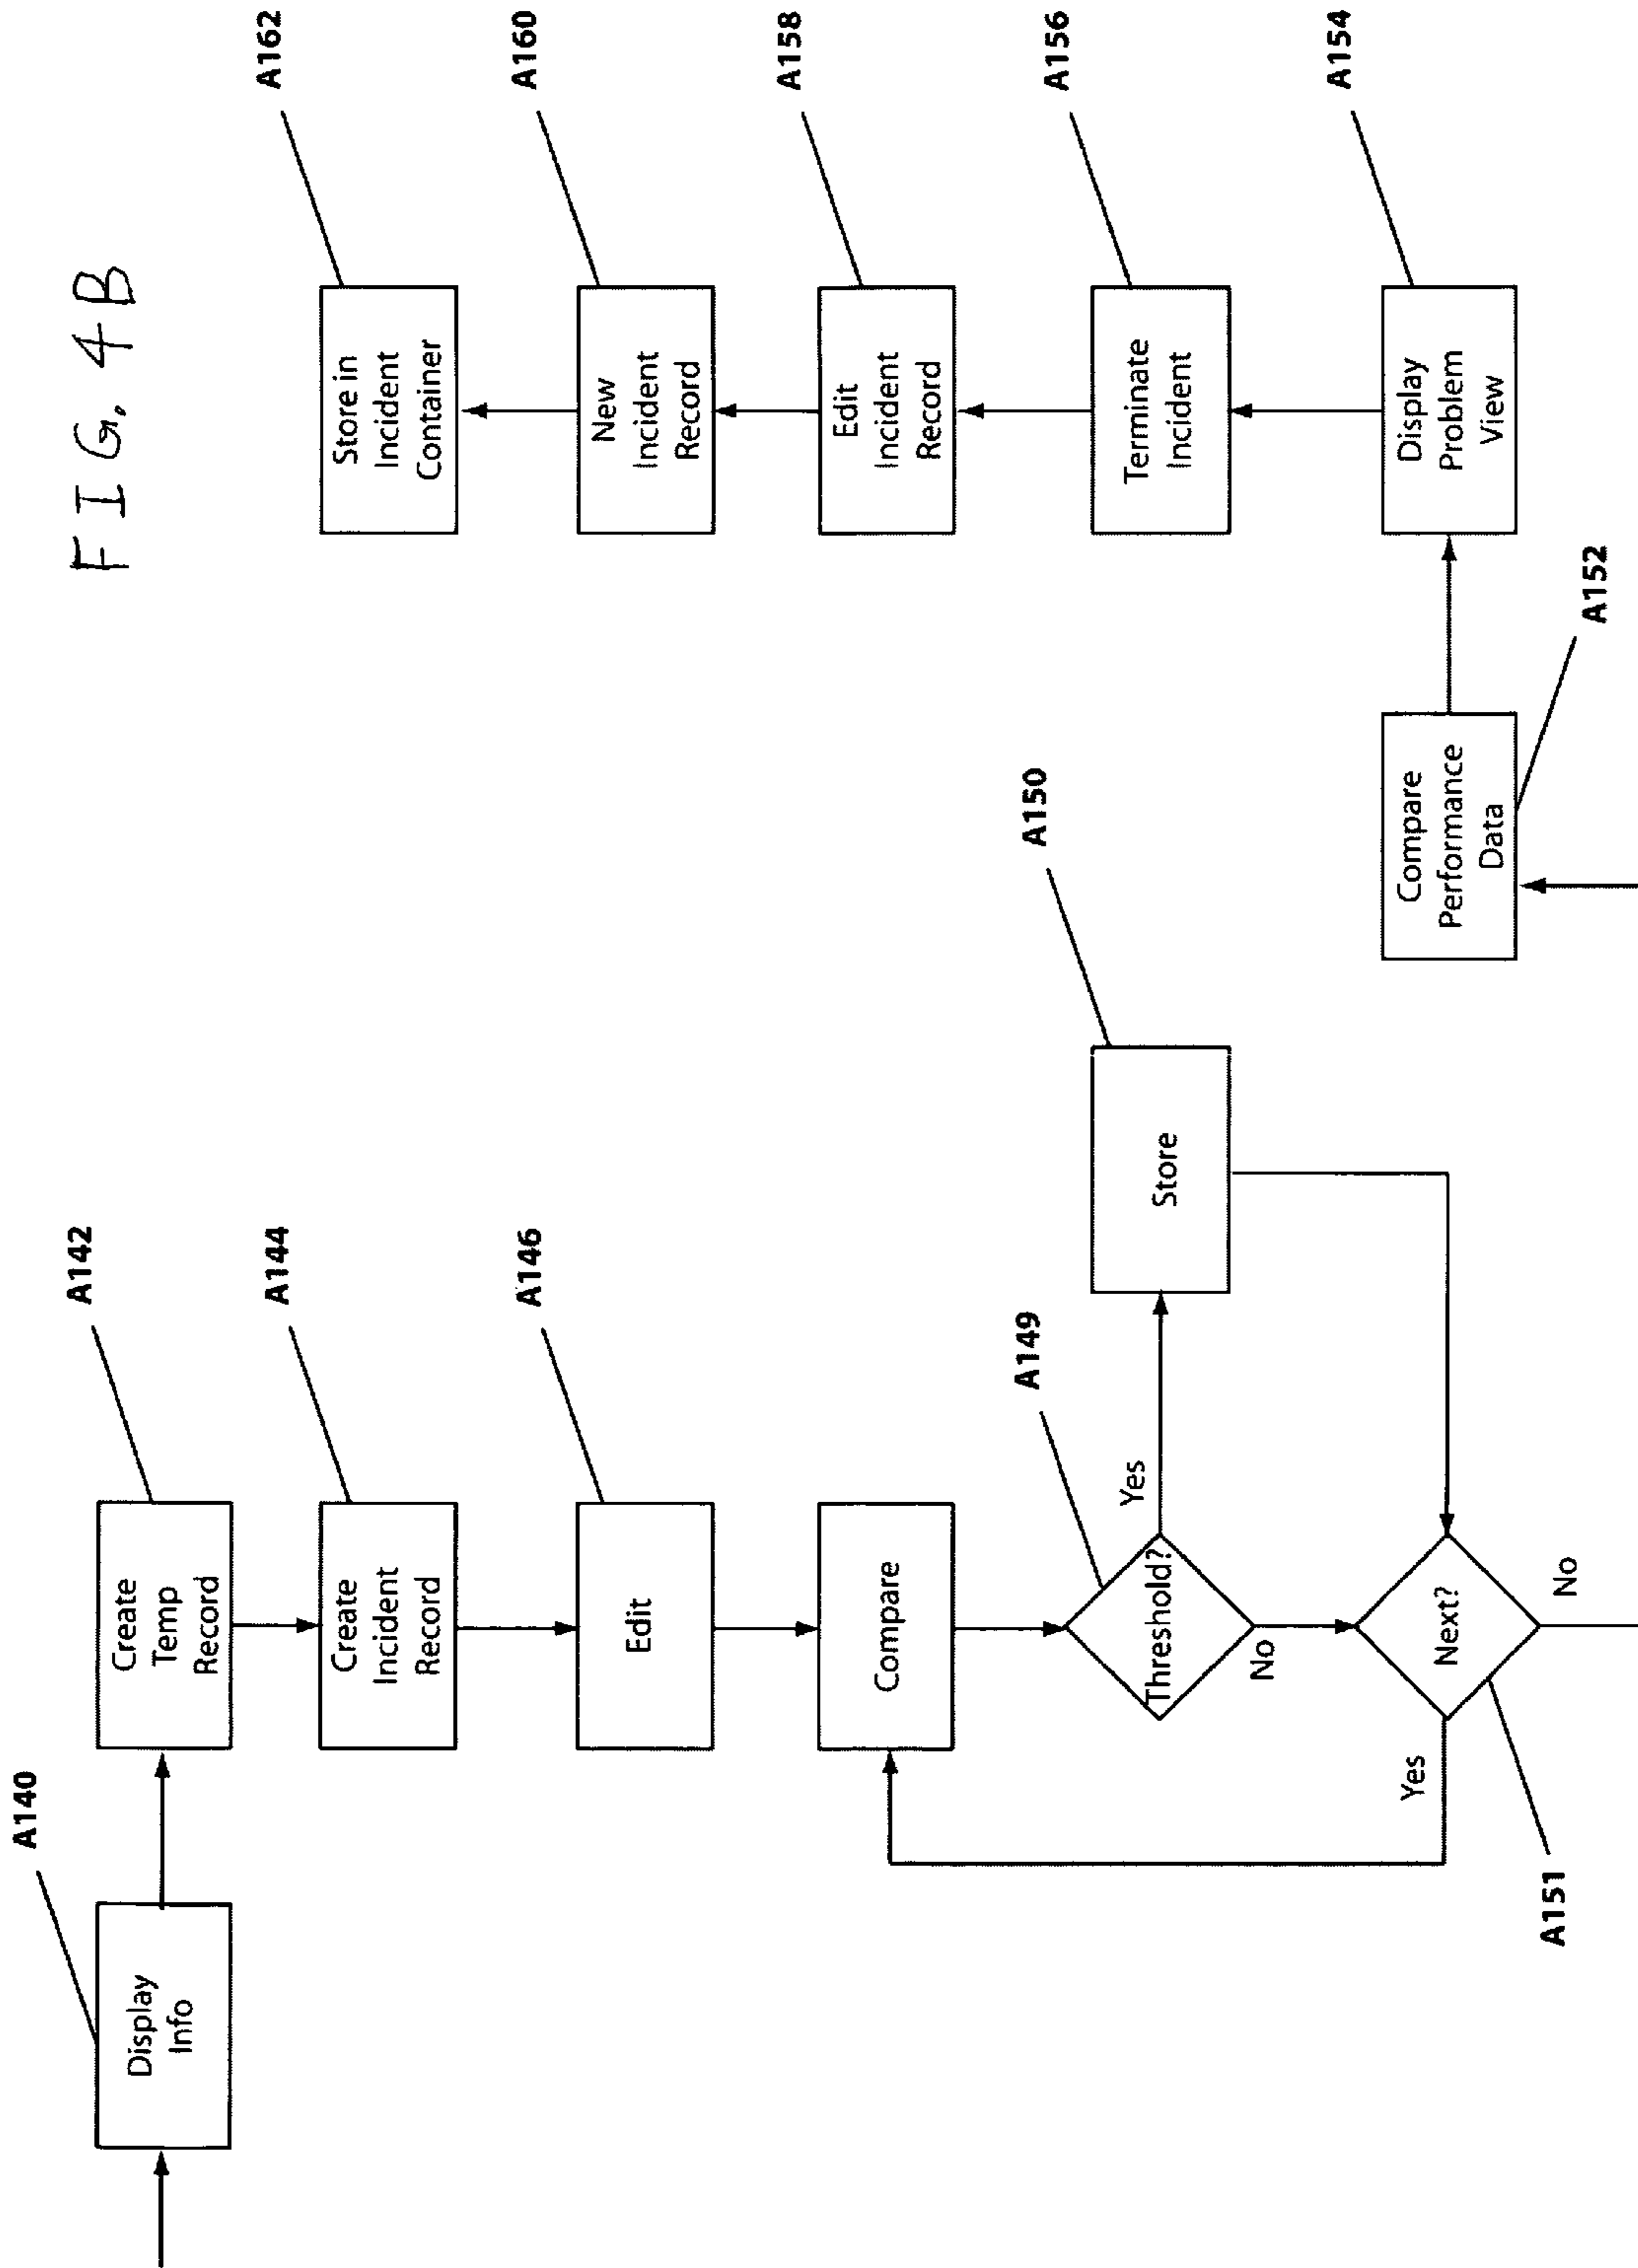 FIG. 4B
A140
Display
Info
A142
Create
Temp
Record
A144
Create
Incident
Record
A146
Edit
Compare
A149
Threshold?
Yes
No
A150
Store
Next?
Yes
No
A151
A152
Compare
Performance
Data
A154
Display
Problem
View
A156
Terminate
Incident
A158
Edit
Incident
Record
A160
New
Incident
Record
A162
Store in
Incident
Container